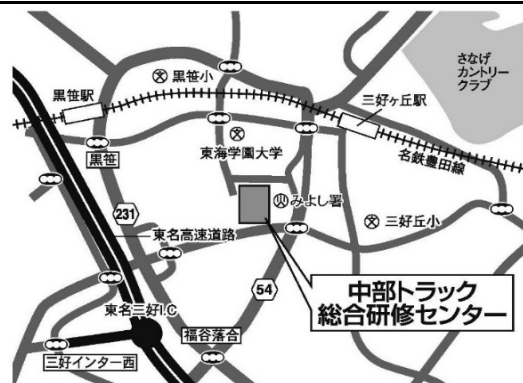 さなげ
カントリー
クラブ
黒笹駅
黒笹小
三好ケ丘駅
東海学園大学
名鉄豊田線
黒笹
みよし署
三好丘小
231
東名高速道路
54
中部トラック
総合研修センター
東名三好I.C
福谷落合
三好インター西